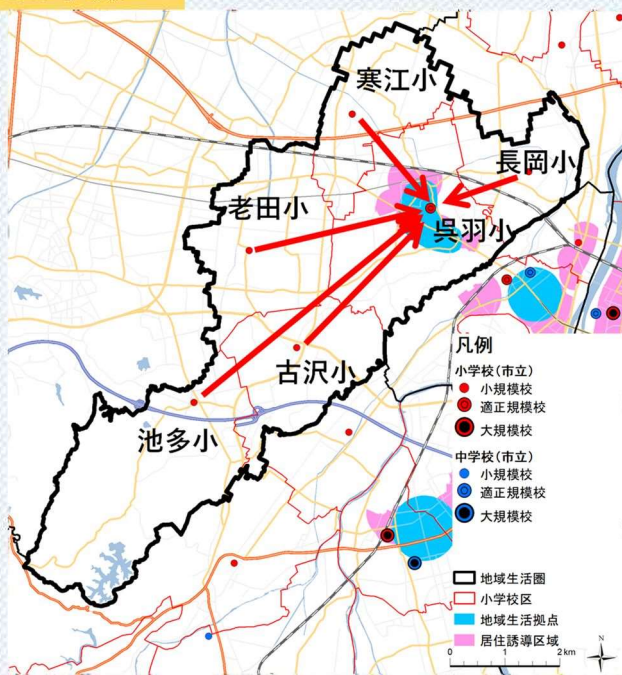 寒江小
長岡小
老田小
呉羽小
古沢小
池多小
凡例
小学校(市立)
小規模校
適正規模校
大規模校
中学校(市立)
小規模校
適正規模校
大規模校
地域生活圏
小学校区
地域生活拠点
居住誘導区域
N
0 1 2 km